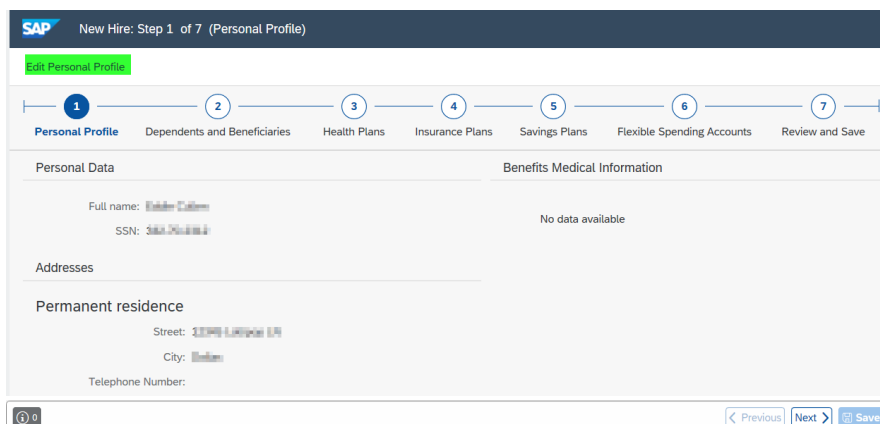 SAP New Hire: Step 1 of 7 (Personal Profile)
Edit Personal Profile
1 2 3 4 5 6 7
Personal Profile Dependents and Beneficiaries Health Plans Insurance Plans Savings Plans Flexible Spending Accounts Review and Save
Personal Data
Full name:
SSN:
Addresses
Permanent residence
Street:
City:
Telephone Number:
Benefits Medical Information
No data available
0 Previous Next Save